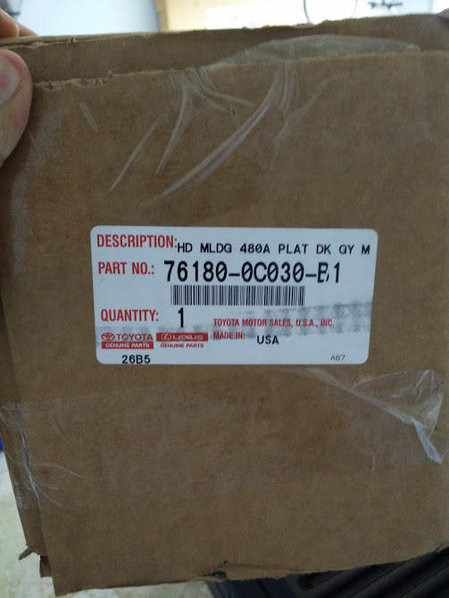 DESCRIPTION: HD MLDG 480A PLAT DK GY M
PART NO.: 76180-0C030-B1
QUANTITY: 1 TOYOTA MOTOR SALES, U.S.A., INC.
TOYOTA GENUINE PARTS LEXUS GENUINE PARTS MADE IN: USA
26B5 A67